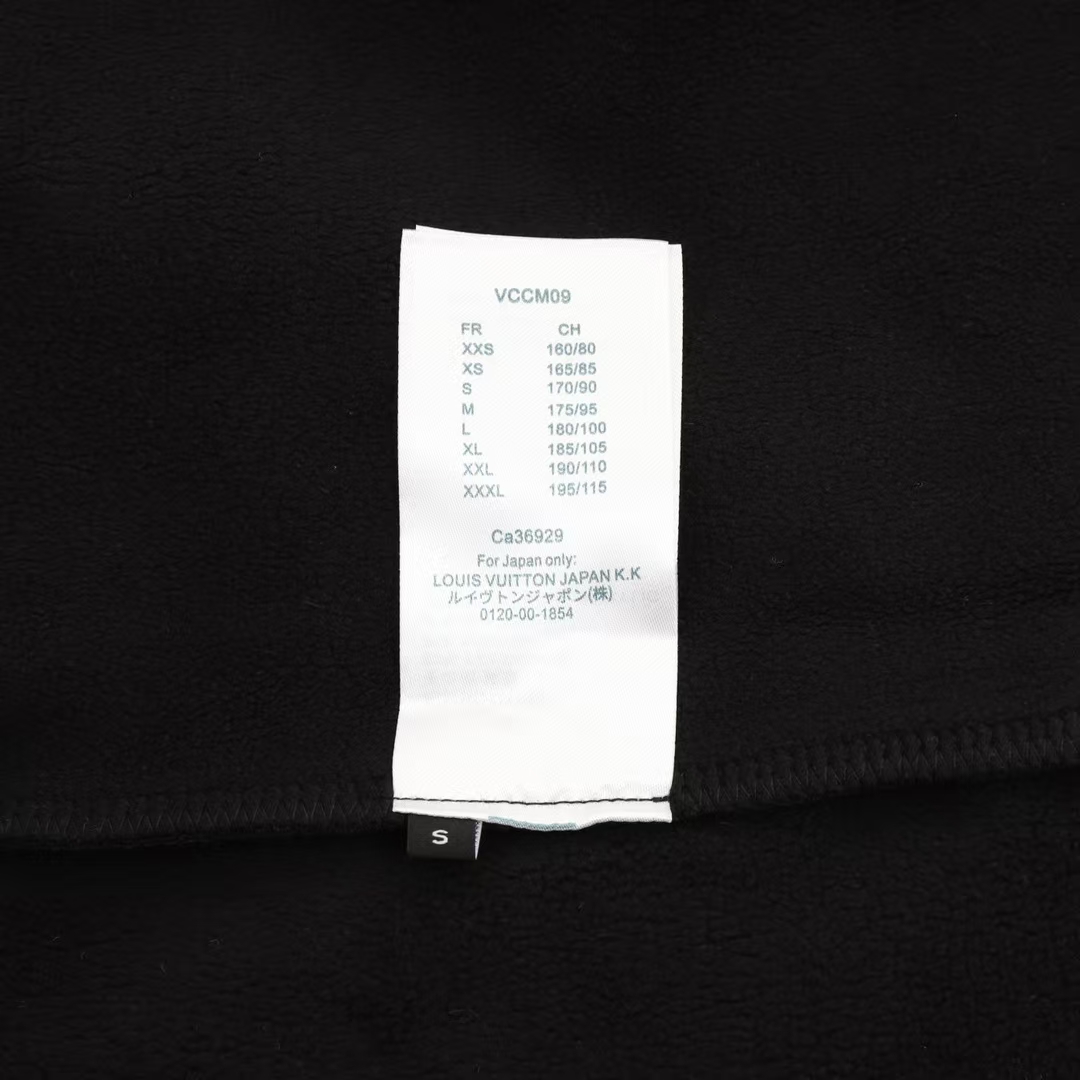 VCCM09
FR CH
XXS 160/80
XS 165/85
S 170/90
M 175/95
L 180/100
XL 185/105
XXL 190/110
XXXL 195/115
Ca36929
For Japan only:
LOUIS VUITTON JAPAN K.K
ルイヴトンジャポン(株)
0120-00-1854
S